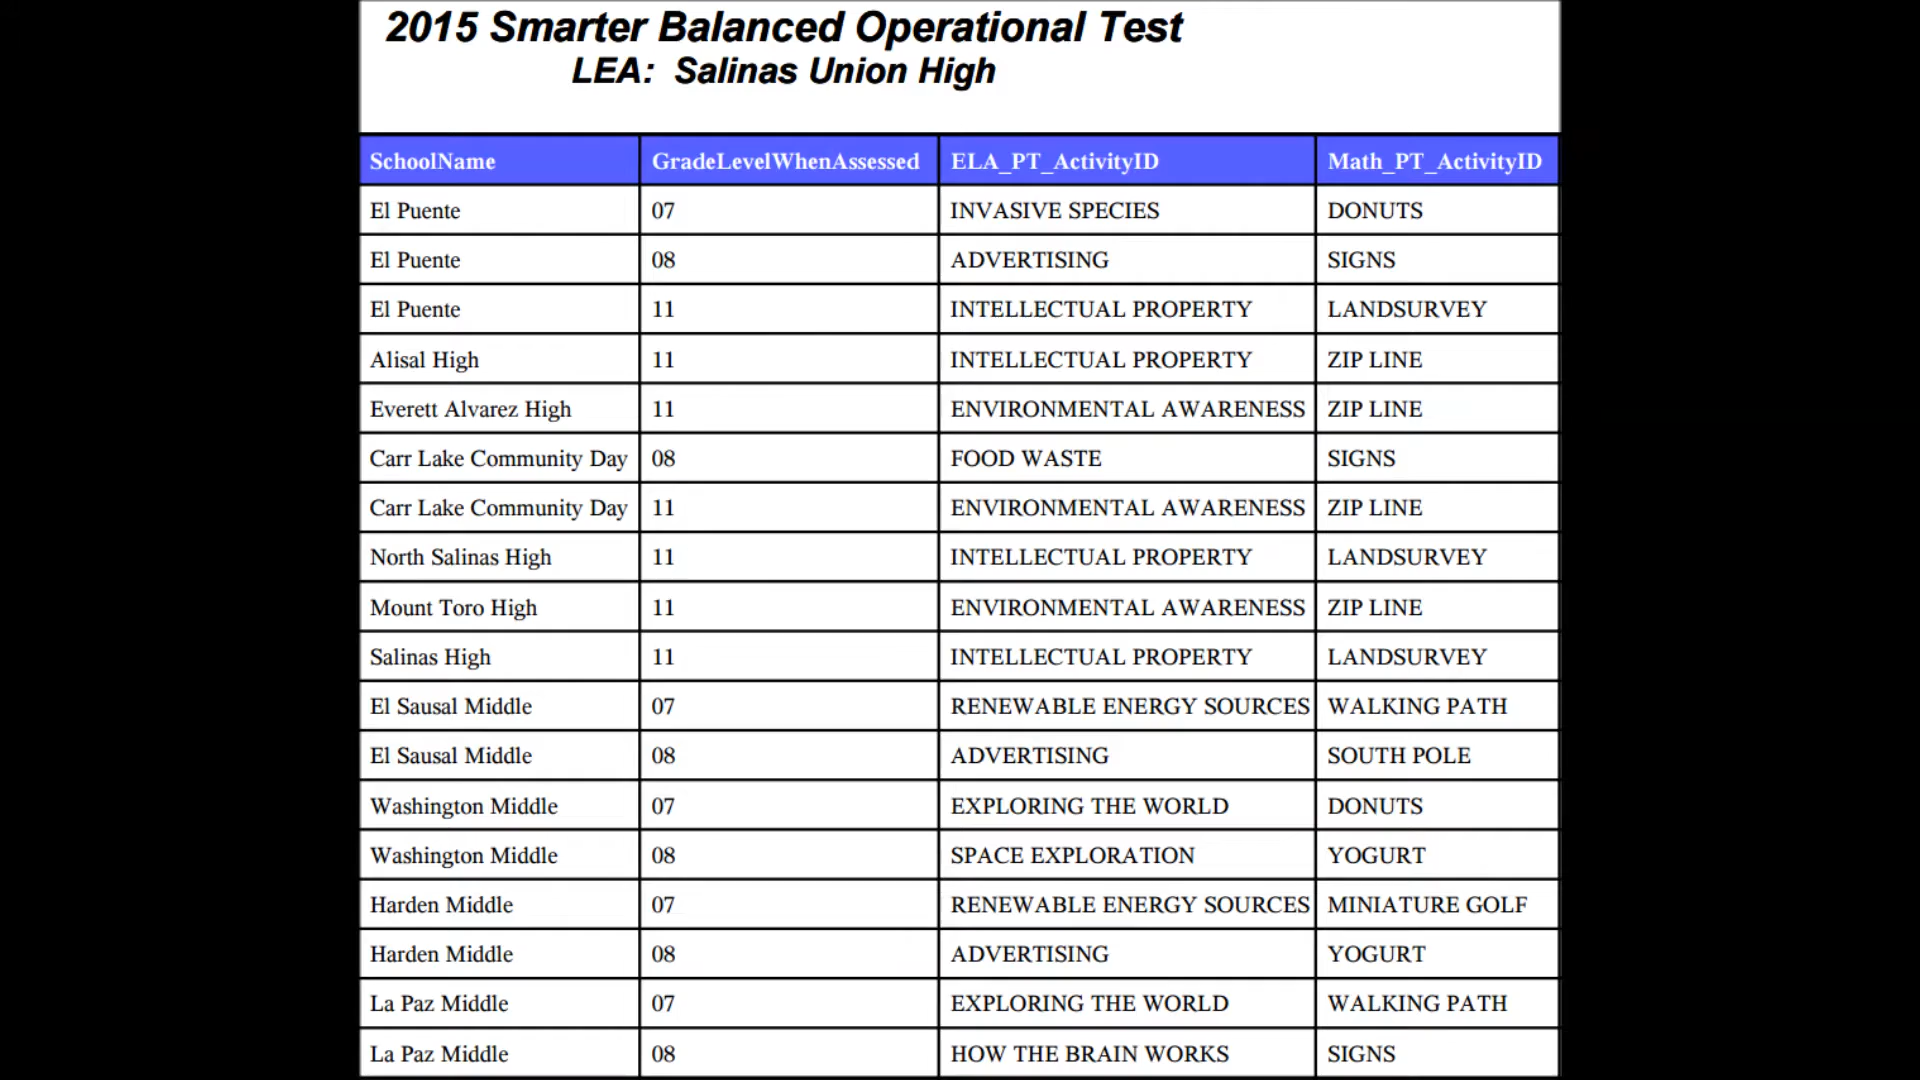 2015 Smarter Balanced Operational Test
LEA: Salinas Union High
SchoolName GradeLevelWhenAssessed ELA_PT_ActivityID Math_PT_ActivityID
El Puente 07 INVASIVE SPECIES DONUTS
El Puente 08 ADVERTISING SIGNS
El Puente 11 INTELLECTUAL PROPERTY LANDSURVEY
Alisal High 11 INTELLECTUAL PROPERTY ZIP LINE
Everett Alvarez High 11 ENVIRONMENTAL AWARENESS ZIP LINE
Carr Lake Community Day 08 FOOD WASTE SIGNS
Carr Lake Community Day 11 ENVIRONMENTAL AWARENESS ZIP LINE
North Salinas High 11 INTELLECTUAL PROPERTY LANDSURVEY
Mount Toro High 11 ENVIRONMENTAL AWARENESS ZIP LINE
Salinas High 11 INTELLECTUAL PROPERTY LANDSURVEY
El Sausal Middle 07 RENEWABLE ENERGY SOURCES WALKING PATH
El Sausal Middle 08 ADVERTISING SOUTH POLE
Washington Middle 07 EXPLORING THE WORLD DONUTS
Washington Middle 08 SPACE EXPLORATION YOGURT
Harden Middle 07 RENEWABLE ENERGY SOURCES MINIATURE GOLF
Harden Middle 08 ADVERTISING YOGURT
La Paz Middle 07 EXPLORING THE WORLD WALKING PATH
La Paz Middle 08 HOW THE BRAIN WORKS SIGNS